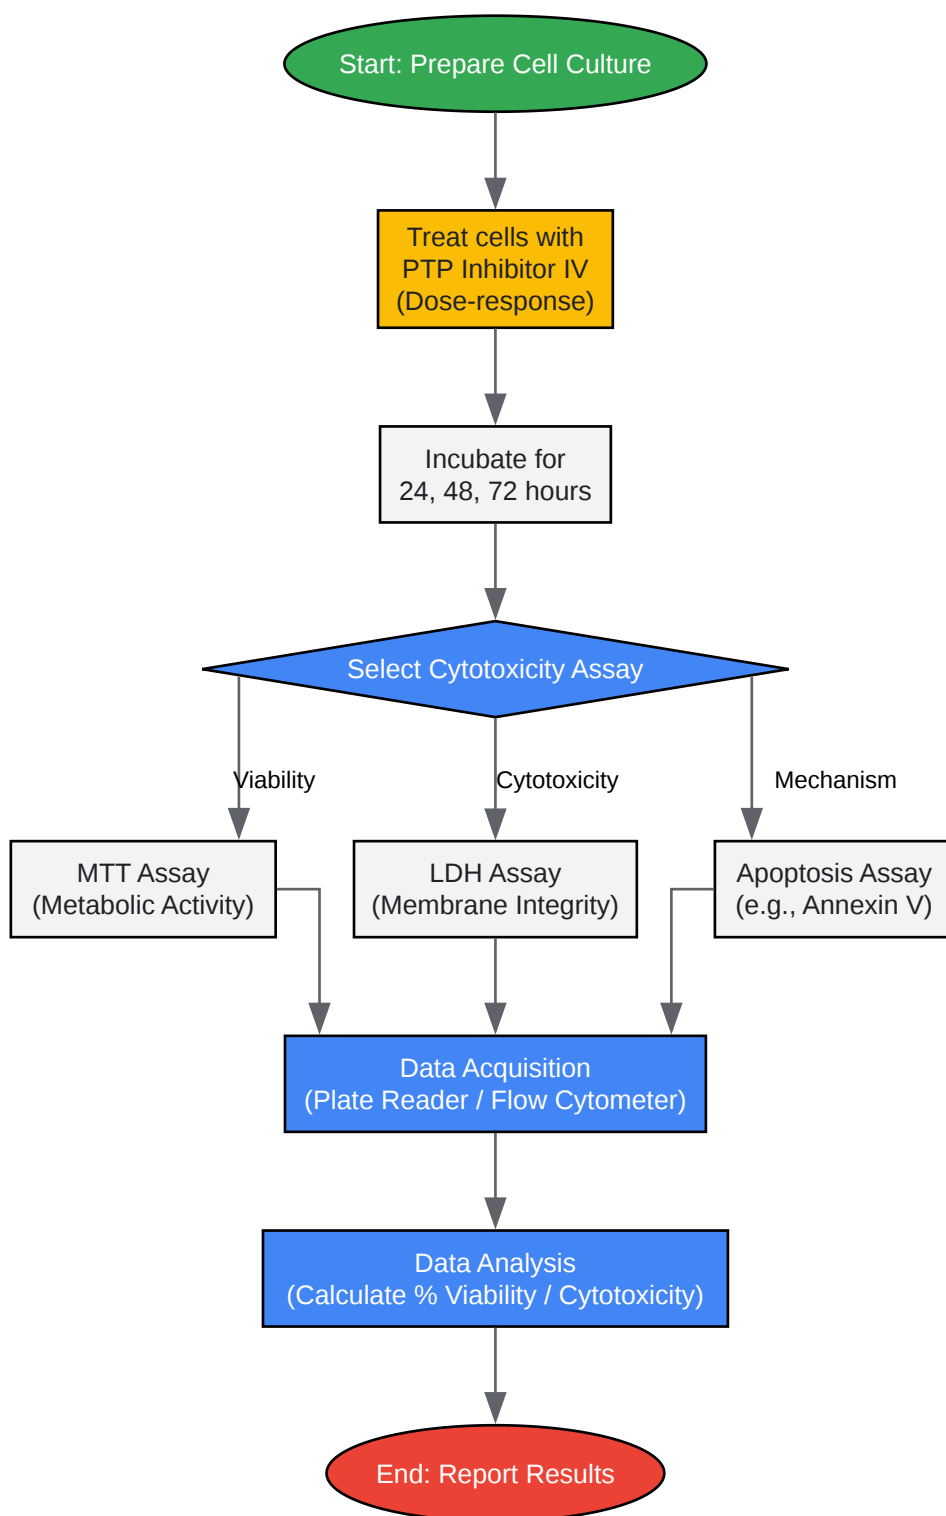 Start: Prepare Cell Culture
Treat cells with
PTP Inhibitor IV
(Dose-response)
Incubate for
24, 48, 72 hours
Select Cytotoxicity Assay
Viability
Cytotoxicity
Mechanism
MTT Assay
(Metabolic Activity)
LDH Assay
(Membrane Integrity)
Apoptosis Assay
(e.g., Annexin V)
Data Acquisition
(Plate Reader / Flow Cytometer)
Data Analysis
(Calculate % Viability / Cytotoxicity)
End: Report Results